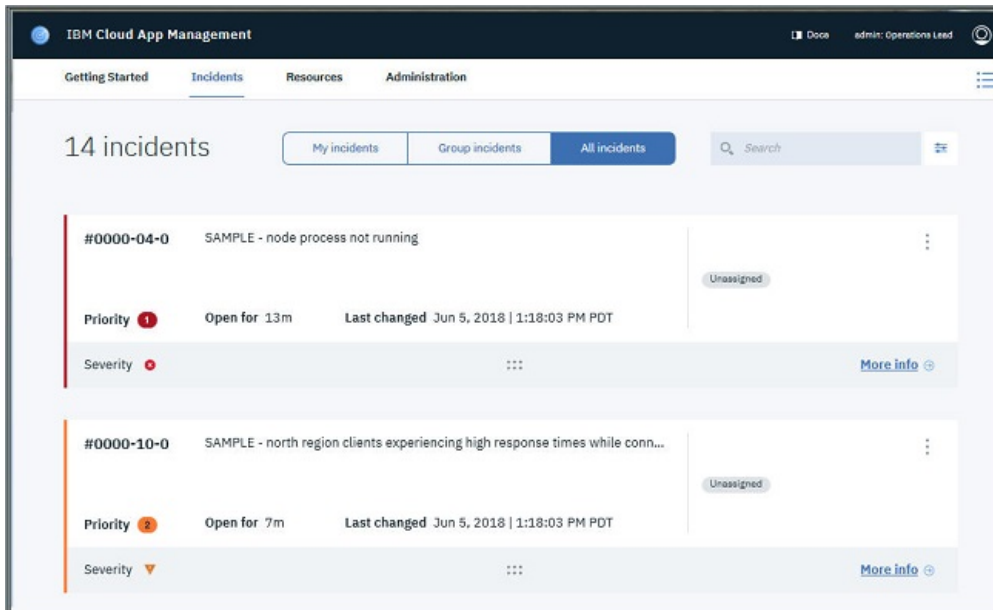 IBM Cloud App Management
Docs
admin: Operations Lead
Getting Started
Incidents
Resources
Administration
14 incidents
My incidents
Group incidents
All incidents
Search
#0000-04-0
SAMPLE - node process not running
Unassigned
Priority 1
Open for 13m
Last changed Jun 5, 2018 | 1:18:03 PM PDT
Severity
More info
#0000-10-0
SAMPLE - north region clients experiencing high response times while conn...
Unassigned
Priority 2
Open for 7m
Last changed Jun 5, 2018 | 1:18:03 PM PDT
Severity
More info